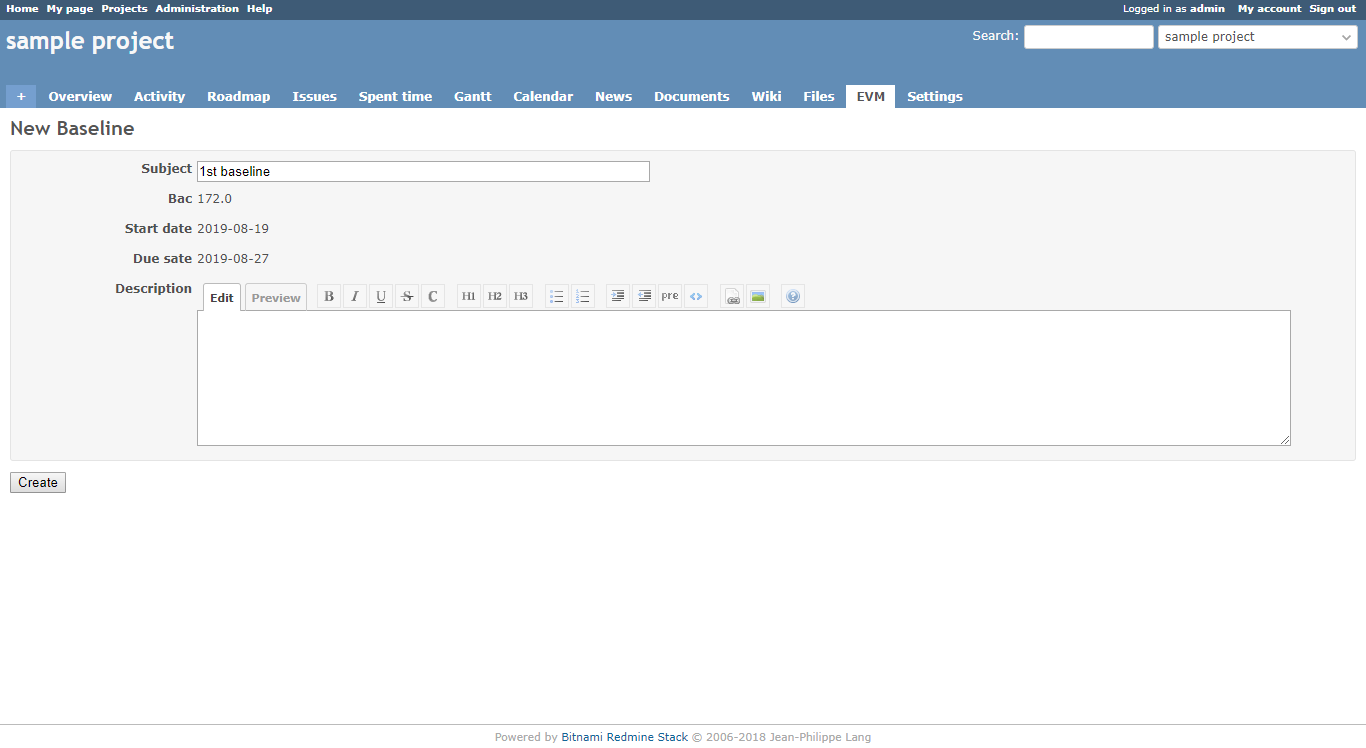 Home My page Projects Administration Help Logged in as admin My account Sign out
sample project Search: sample project
+ Overview Activity Roadmap Issues Spent time Gantt Calendar News Documents Wiki Files EVM Settings
New Baseline
Subject 1st baseline
Bac 172.0
Start date 2019-08-19
Due sate 2019-08-27
Description Edit Preview B I U S C H1 H2 H3 pre <> ?
Create
Powered by Bitnami Redmine Stack © 2006-2018 Jean-Philippe Lang